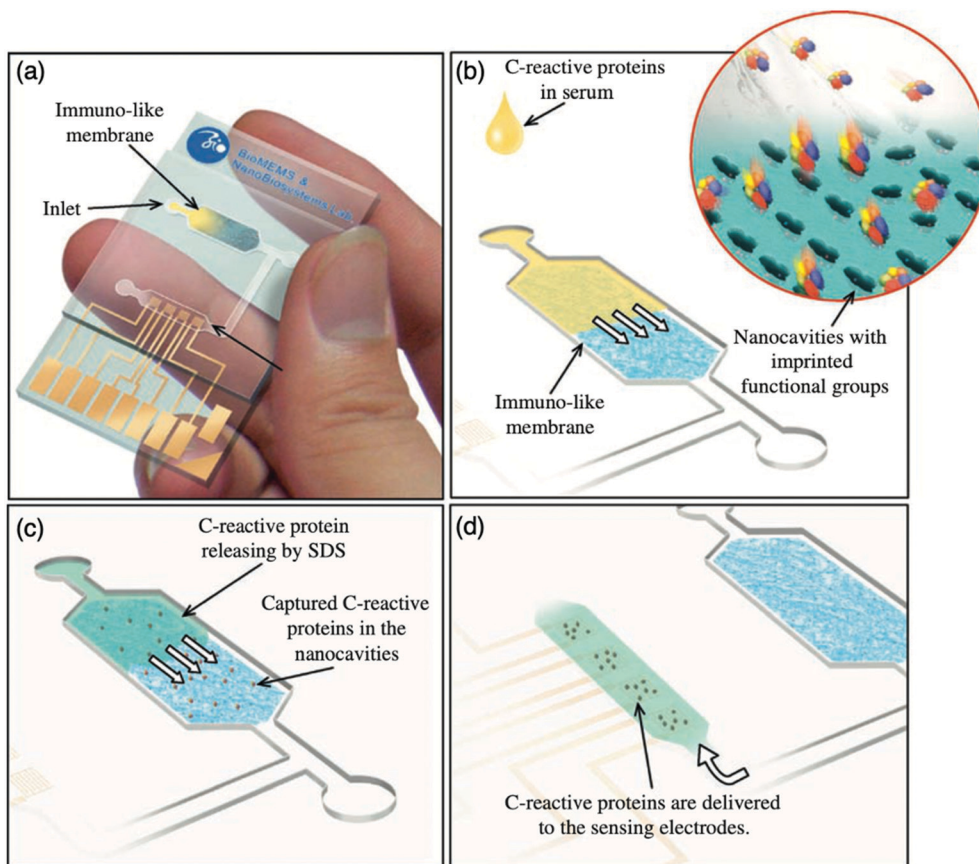 (a)
Immuno-like
membrane
Inlet
BioMEMS &
NanoBiosystems Lab.
(b)
C-reactive proteins
in serum
Nanocavities with
imprinted
functional groups
Immuno-like
membrane
(c)
C-reactive protein
releasing by SDS
Captured C-reactive
proteins in the
nanocavities
(d)
C-reactive proteins are delivered
to the sensing electrodes.